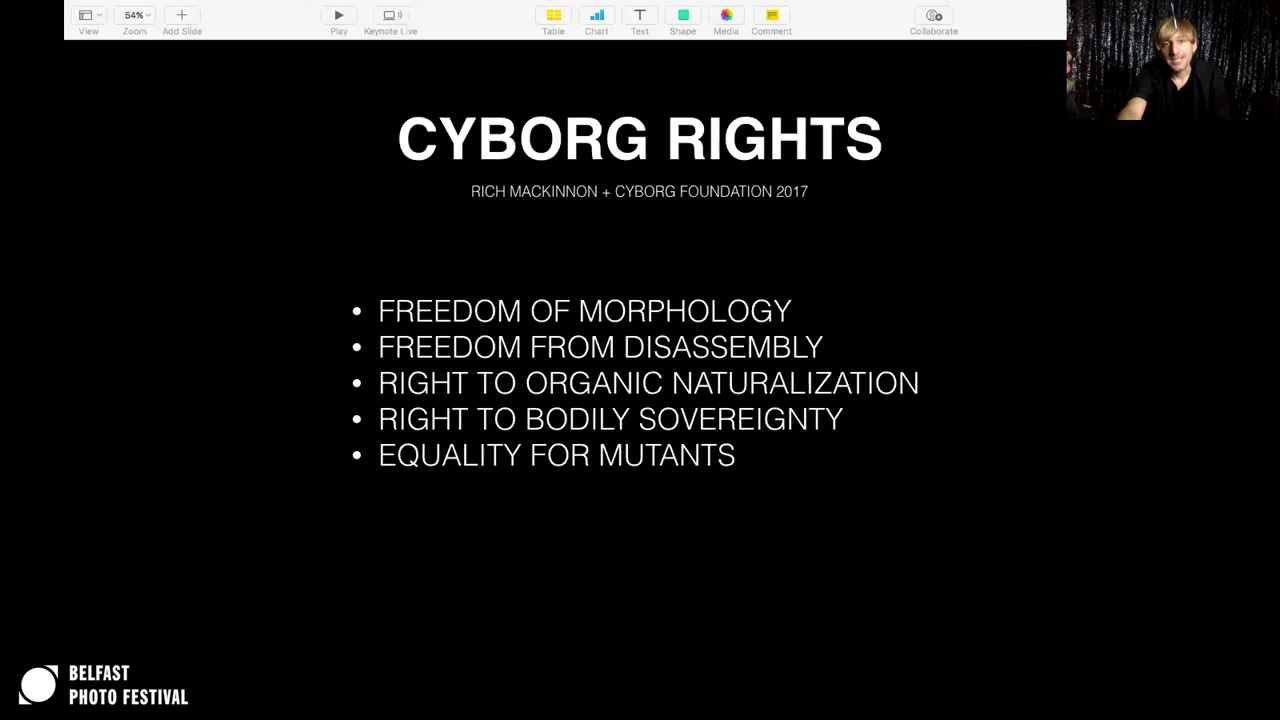 54%
View
Zoom
Add Slide
Play
Keynote Live
Table
Chart
Text
Shape
Media
Comment
Collaborate
CYBORG RIGHTS
RICH MACKINNON + CYBORG FOUNDATION 2017
• FREEDOM OF MORPHOLOGY
• FREEDOM FROM DISASSEMBLY
• RIGHT TO ORGANIC NATURALIZATION
• RIGHT TO BODILY SOVEREIGNTY
• EQUALITY FOR MUTANTS
BELFAST
PHOTO FESTIVAL